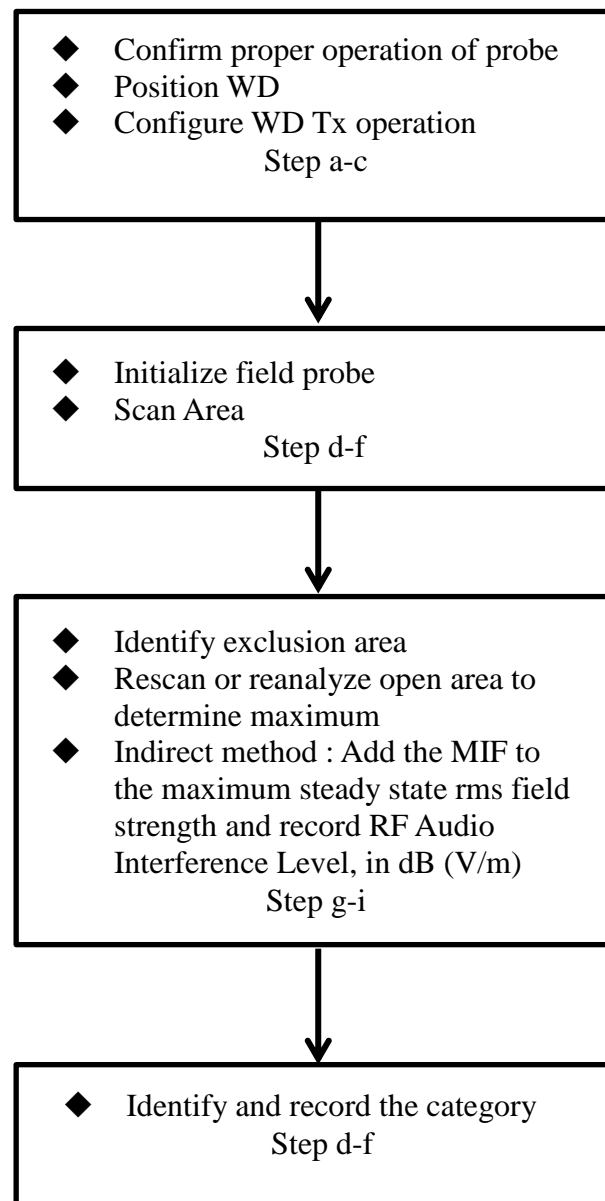 ◆ Confirm proper operation of probe
◆ Position WD
◆ Configure WD Tx operation
Step a-c
◆ Initialize field probe
◆ Scan Area
Step d-f
◆ Identify exclusion area
◆ Rescan or reanalyze open area to
determine maximum
◆ Indirect method : Add the MIF to
the maximum steady state rms field
strength and record RF Audio
Interference Level, in dB (V/m)
Step g-i
◆ Identify and record the category
Step d-f